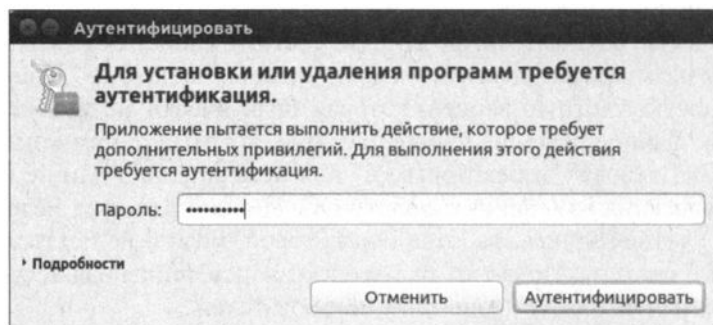 Аутентифицировать
Для установки или удаления программ требуется
аутентификация.
Приложение пытается выполнить действие, которое требует
дополнительных привилегий. Для выполнения этого действия
требуется аутентификация.
Пароль: ••••••••••
Подробности
Отменить Аутентифицировать